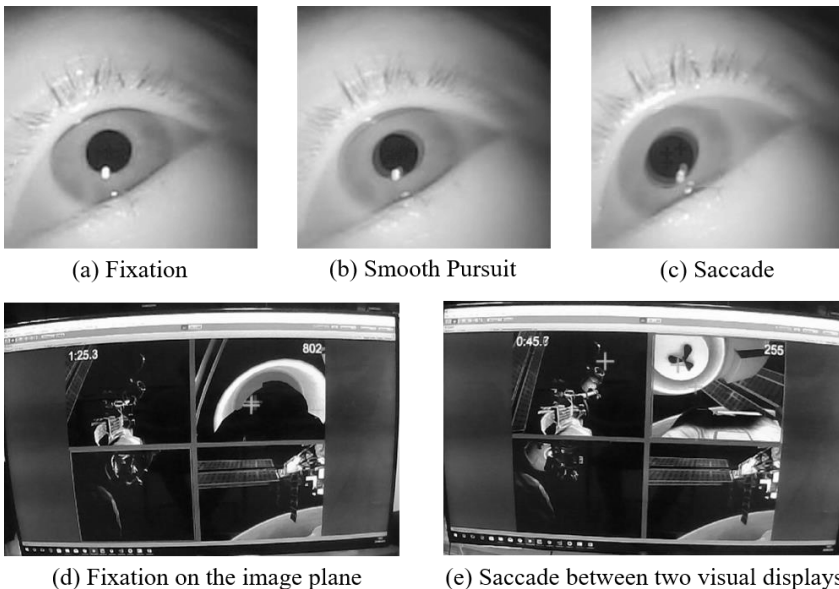 (a) Fixation
(b) Smooth Pursuit
(c) Saccade
1:25.3
802
0:45.
255
(d) Fixation on the image plane
(e) Saccade between two visual displays